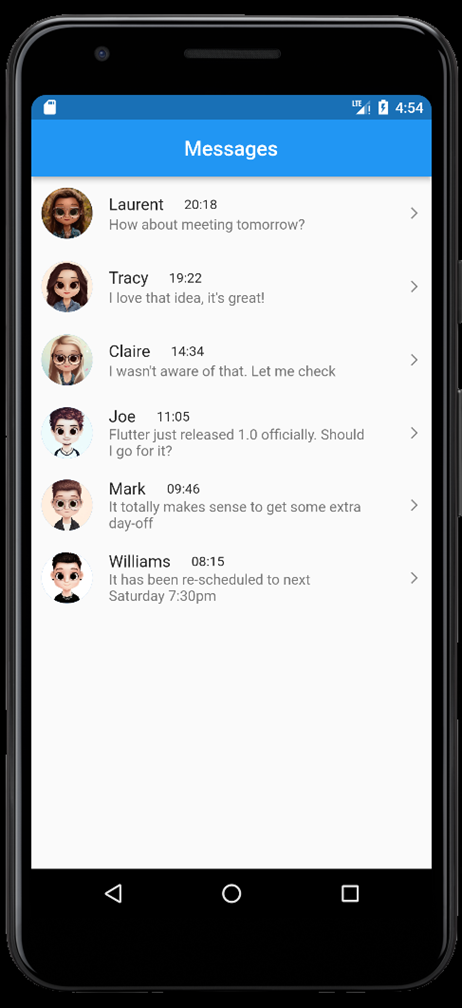 LTE 4:54
Messages
Laurent 20:18
How about meeting tomorrow?
Tracy 19:22
I love that idea, it's great!
Claire 14:34
I wasn't aware of that. Let me check
Joe 11:05
Flutter just released 1.0 officially. Should
I go for it?
Mark 09:46
It totally makes sense to get some extra
day-off
Williams 08:15
It has been re-scheduled to next
Saturday 7:30pm